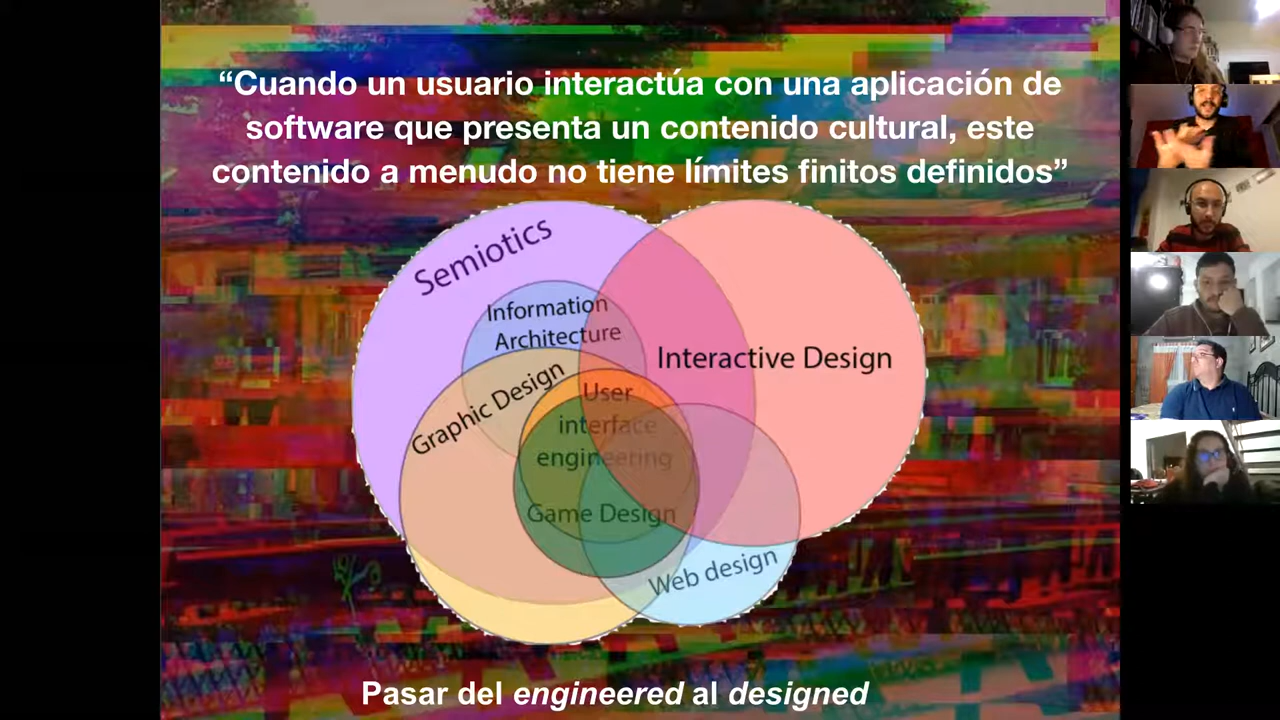 “Cuando un usuario interactúa con una aplicación de
software que presenta un contenido cultural, este
contenido a menudo no tiene límites finitos definidos”
Semiotics
Information
Architecture
Interactive Design
Graphic Design
User
interface
engineering
Game Design
Web design
Pasar del engineered al designed